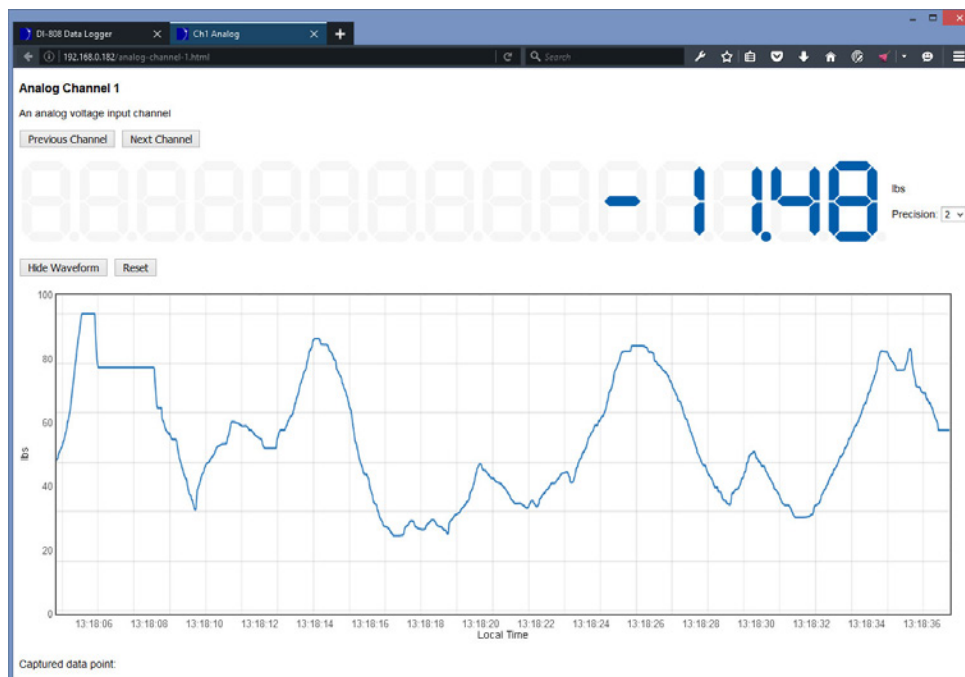 DI-808 Data Logger
Ch1 Analog
192.168.0.182/analog-channel-1.html
Search
Analog Channel 1
An analog voltage input channel
Previous Channel Next Channel
-11.48
lbs
Precision: 2
Hide Waveform Reset
100
80
60
40
20
0
lbs
13:18:06 13:18:08 13:18:10 13:18:12 13:18:14 13:18:16 13:18:18 13:18:20 13:18:22 13:18:24 13:18:26 13:18:28 13:18:30 13:18:32 13:18:34 13:18:36
Local Time
Captured data point: